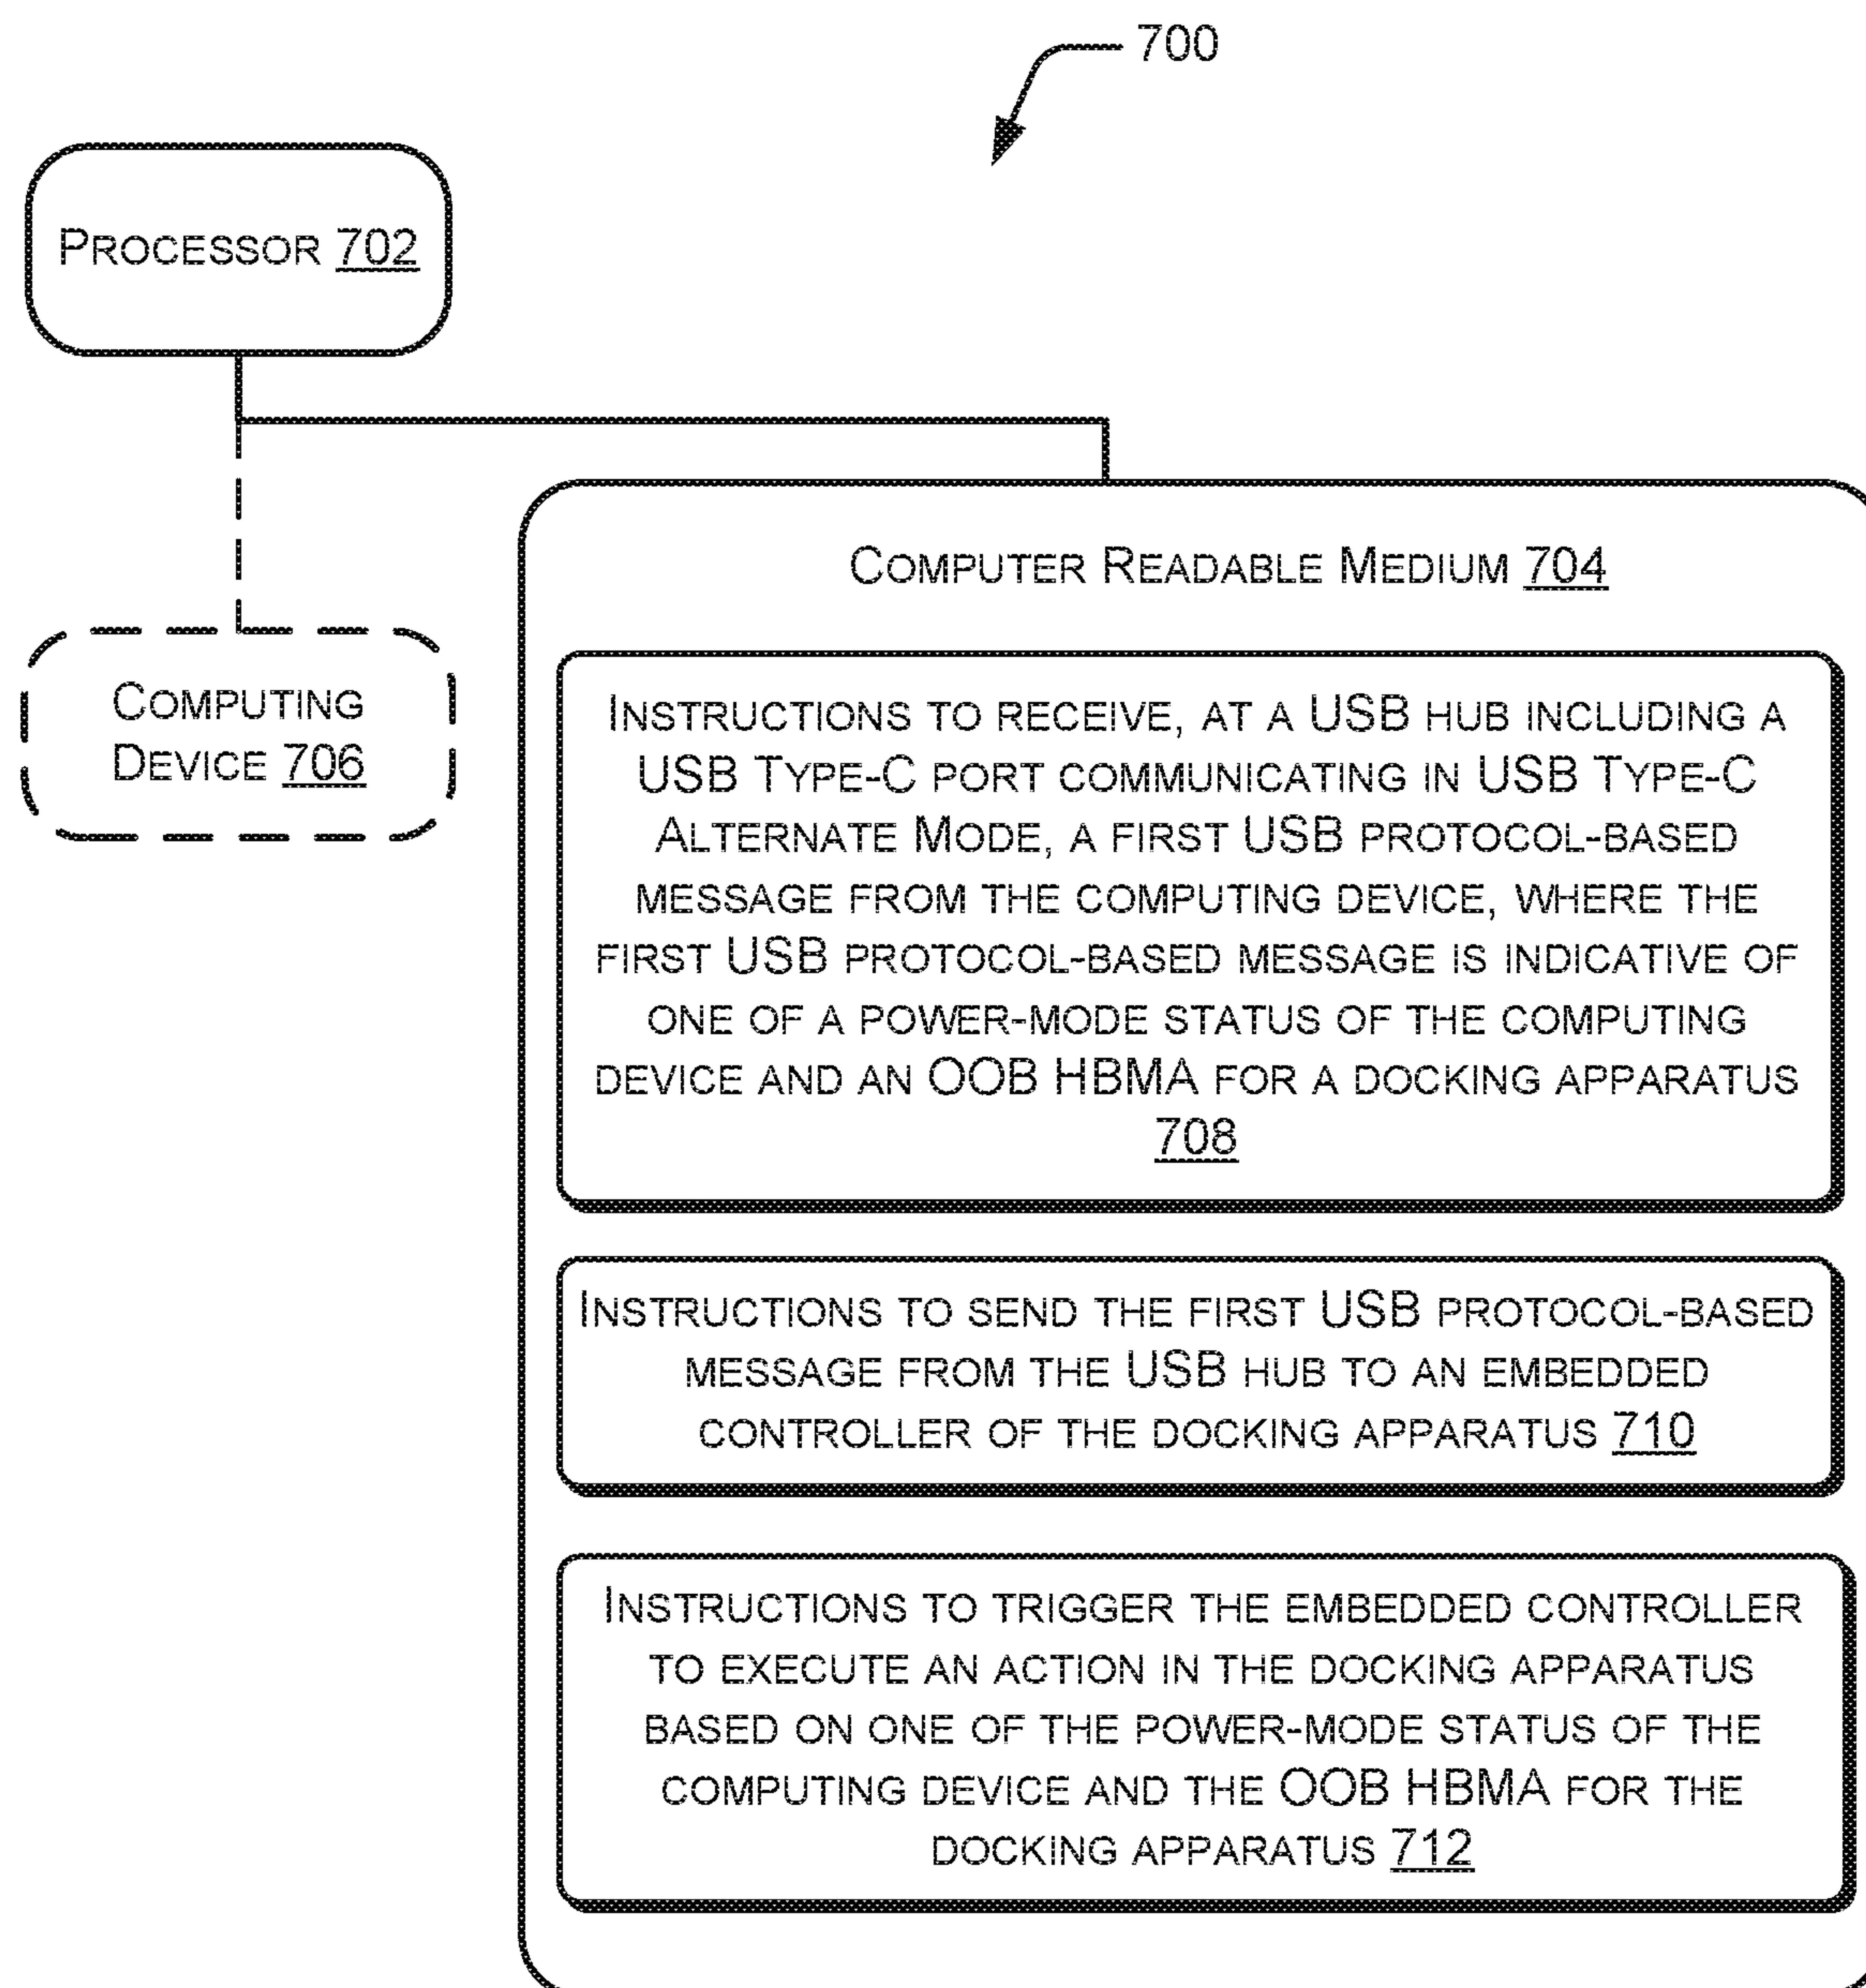 700
PROCESSOR 702
COMPUTER READABLE MEDIUM 704
COMPUTING
DEVICE 706
INSTRUCTIONS TO RECEIVE, AT A USB HUB INCLUDING A
USB TYPE-C PORT COMMUNICATING IN USB TYPE-C
ALTERNATE MODE, A FIRST USB PROTOCOL-BASED
MESSAGE FROM THE COMPUTING DEVICE, WHERE THE
FIRST USB PROTOCOL-BASED MESSAGE IS INDICATIVE OF
ONE OF A POWER-MODE STATUS OF THE COMPUTING
DEVICE AND AN OOB HBMA FOR A DOCKING APPARATUS
708
INSTRUCTIONS TO SEND THE FIRST USB PROTOCOL-BASED
MESSAGE FROM THE USB HUB TO AN EMBEDDED
CONTROLLER OF THE DOCKING APPARATUS 710
INSTRUCTIONS TO TRIGGER THE EMBEDDED CONTROLLER
TO EXECUTE AN ACTION IN THE DOCKING APPARATUS
BASED ON ONE OF THE POWER-MODE STATUS OF THE
COMPUTING DEVICE AND THE OOB HBMA FOR THE
DOCKING APPARATUS 712